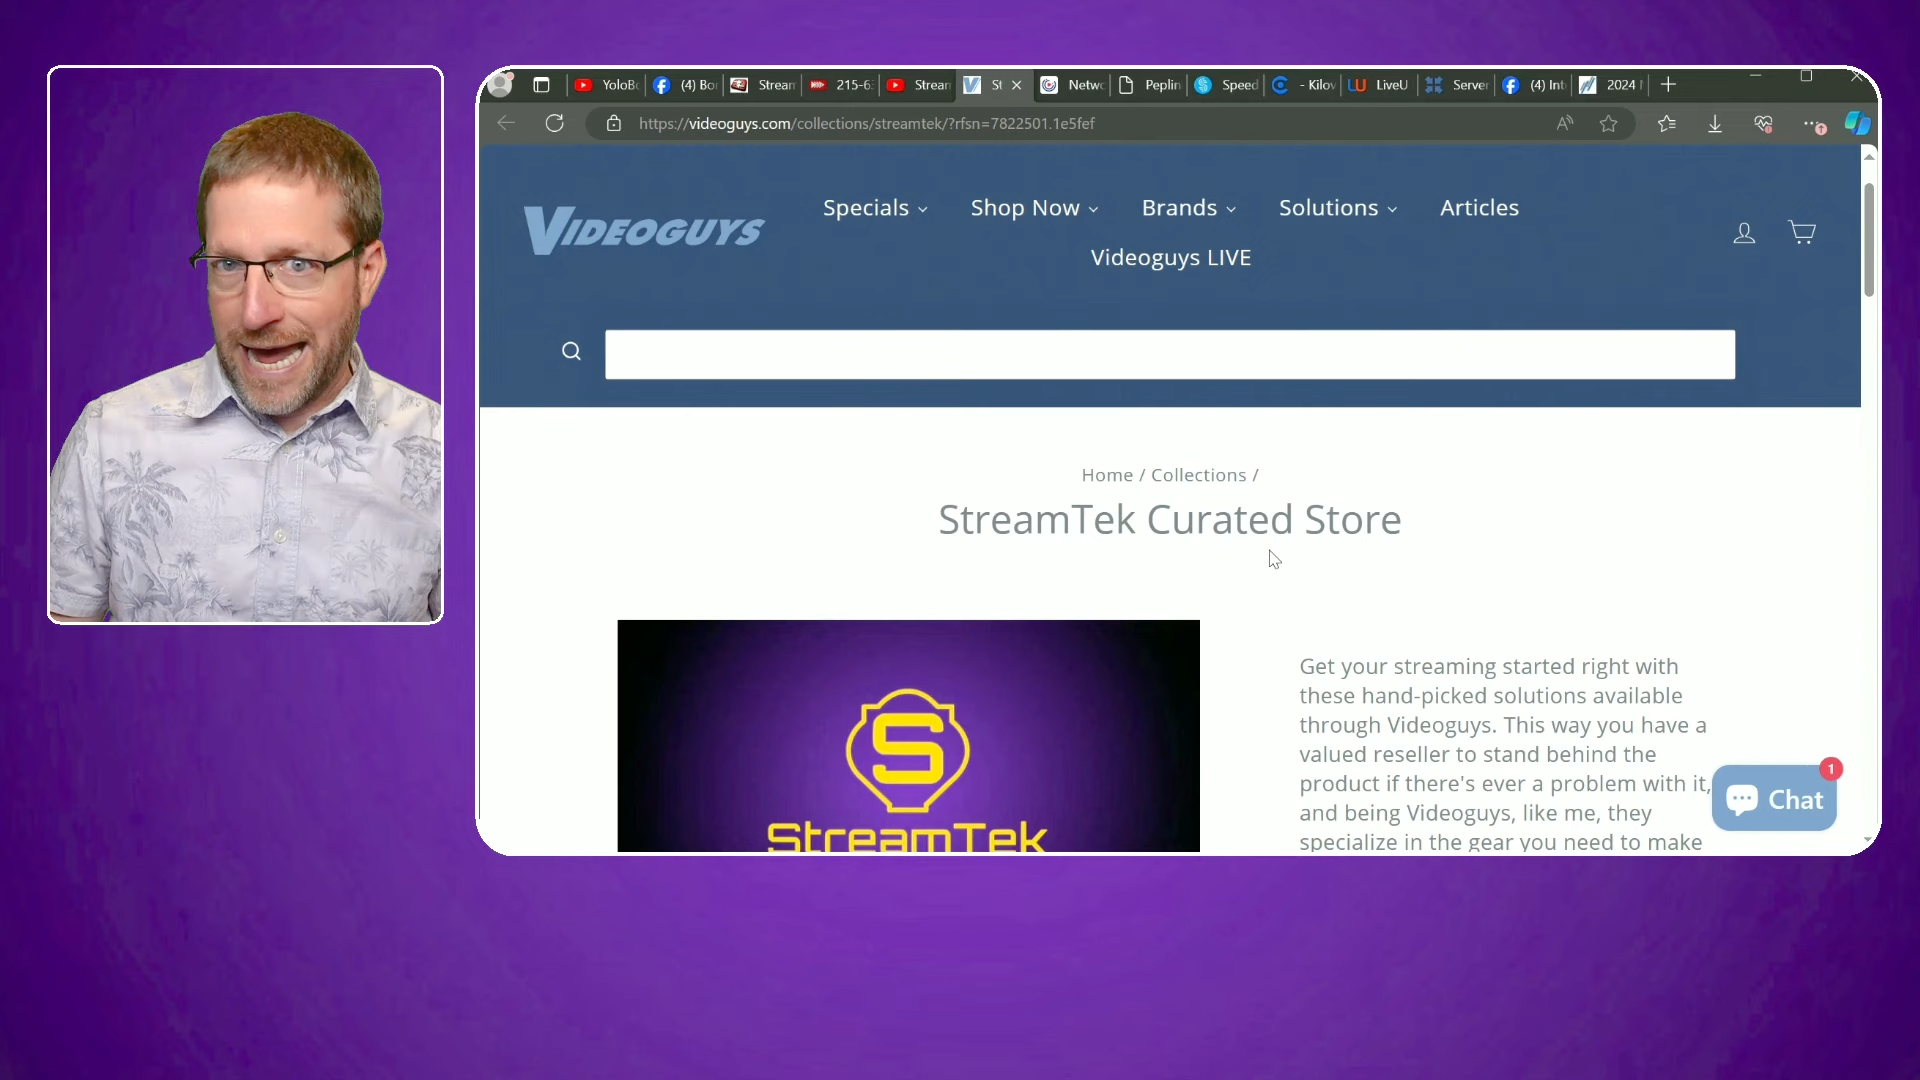 YoloBo
(4) Bo
Stream
215-6
Stream
St
Netwo
Peplin
Speed
- Kilov
LiveU
Server
(4) Int
2024
https://videoguys.com/collections/streamtek/?rfsn=7822501.1e5fef
VIDEOGUYS
Specials
Shop Now
Brands
Solutions
Articles
Videoguys LIVE
Home / Collections /
StreamTek Curated Store
S
StreamTek
Get your streaming started right with
these hand-picked solutions available
through Videoguys. This way you have a
valued reseller to stand behind the
product if there's ever a problem with it,
and being Videoguys, like me, they
specialize in the gear you need to make
1
Chat